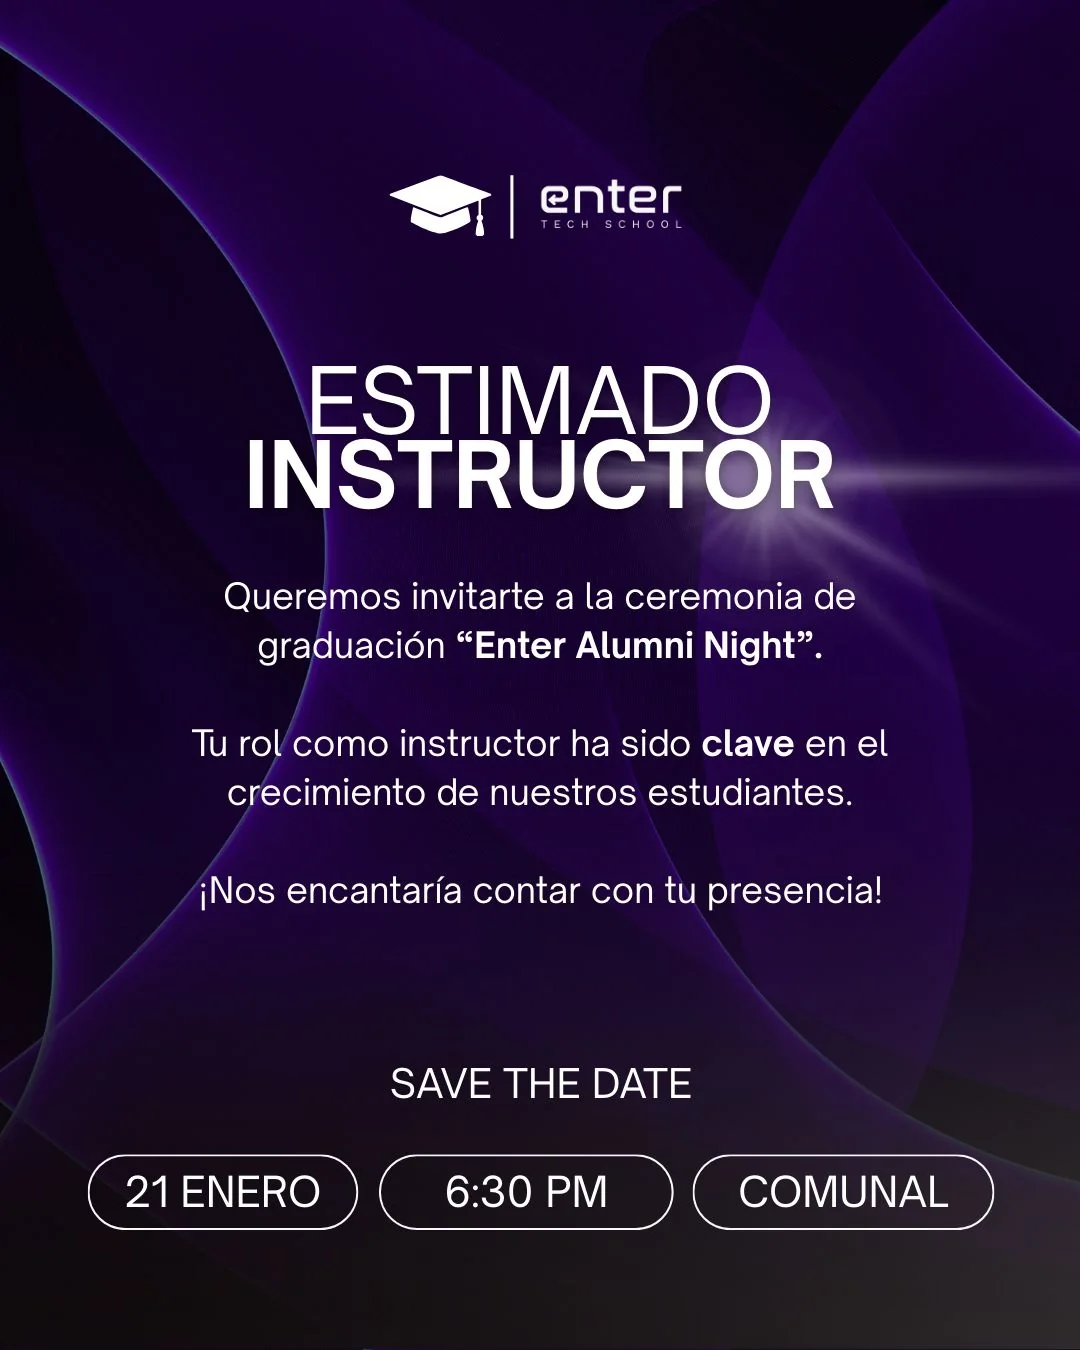 enter
TECH SCHOOL
ESTIMADO
INSTRUCTOR
Queremos invitarte a la ceremonia de
graduación “Enter Alumni Night”.
Tu rol como instructor ha sido clave en el
crecimiento de nuestros estudiantes.
¡Nos encantaría contar con tu presencia!
SAVE THE DATE
21 ENERO
6:30 PM
COMUNAL